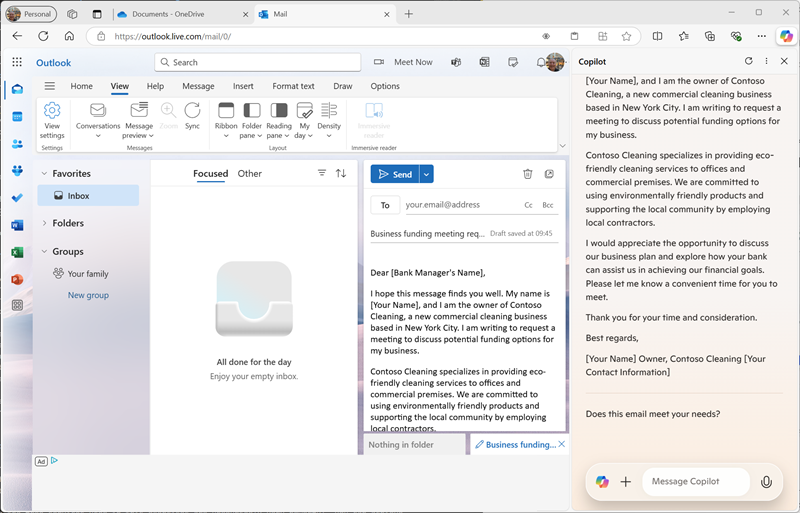 Personal
Documents - OneDrive
Mail
https://outlook.live.com/mail/0/
Outlook
Search
Meet Now
Home
View
Help
Message
Insert
Format text
Draw
Options
View settings
Conversations
Message preview
Zoom
Sync
Ribbon
Folder pane
Reading pane
My day
Density
Immersive reader
Settings
Messages
Layout
Immersive reader
Favorites
Inbox
Folders
Groups
Your family
New group
Focused
Other
All done for the day
Enjoy your empty inbox.
Send
To
your.email@address
Cc
Bcc
Business funding meeting req...
Draft saved at 09:45
Dear [Bank Manager's Name],
I hope this message finds you well. My name is
[Your Name], and I am the owner of Contoso
Cleaning, a new commercial cleaning business
based in New York City. I am writing to request a
meeting to discuss potential funding options for
my business.
Contoso Cleaning specializes in providing eco-
friendly cleaning services to offices and
commercial premises. We are committed to
using environmentally friendly products and
supporting the local community by employing
local contractors.
Nothing in folder
Business funding...
Ad
Copilot
[Your Name], and I am the owner of Contoso
Cleaning, a new commercial cleaning business
based in New York City. I am writing to request a
meeting to discuss potential funding options for
my business.
Contoso Cleaning specializes in providing eco-
friendly cleaning services to offices and
commercial premises. We are committed to
using environmentally friendly products and
supporting the local community by employing
local contractors.
I would appreciate the opportunity to discuss
our business plan and explore how your bank
can assist us in achieving our financial goals.
Please let me know a convenient time for you to
meet.
Thank you for your time and consideration.
Best regards,
[Your Name] Owner, Contoso Cleaning [Your
Contact Information]
Does this email meet your needs?
Message Copilot